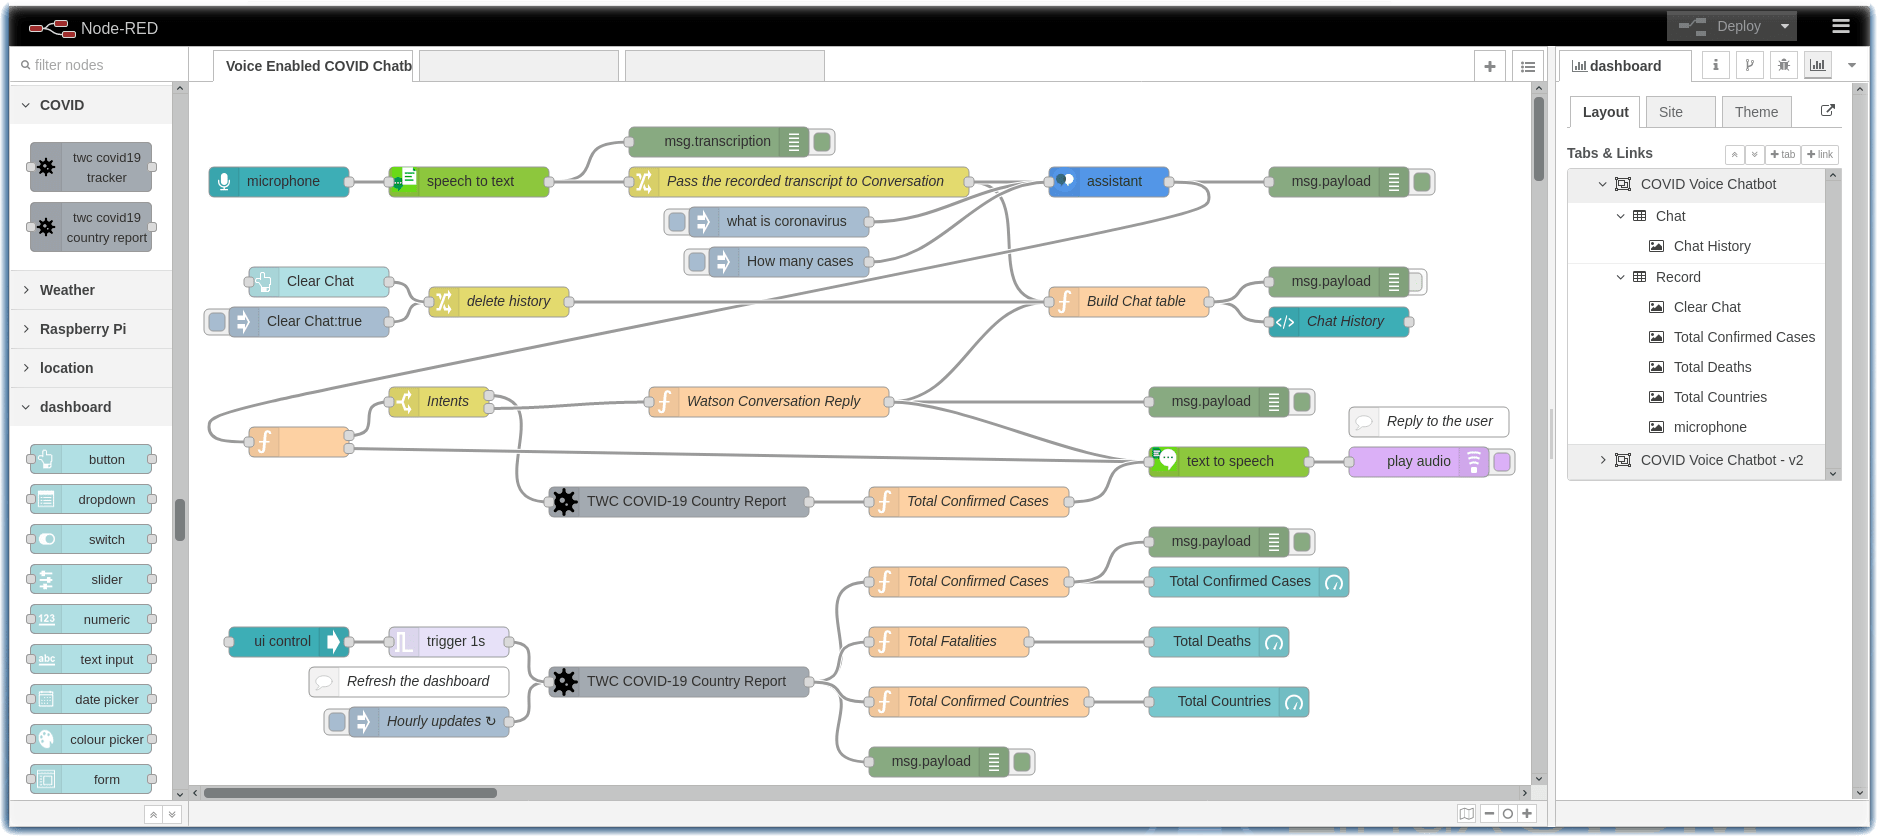 Node-RED
Deploy
filter nodes
COVID
twc covid19
tracker
twc covid19
country report
Weather
Raspberry Pi
location
dashboard
button
dropdown
switch
slider
123
numeric
abc
text input
date picker
colour picker
form
Voice Enabled COVID Chatb
msg.transcription
microphone
speech to text
Pass the recorded transcript to Conversation
assistant
msg.payload
what is coronavirus
How many cases
Clear Chat
delete history
Clear Chat:true
Build Chat table
msg.payload
Chat History
Intents
Watson Conversation Reply
msg.payload
Reply to the user
text to speech
play audio
TWC COVID-19 Country Report
Total Confirmed Cases
msg.payload
Total Confirmed Cases
Total Confirmed Cases
ui control
trigger 1s
Total Fatalities
Total Deaths
Refresh the dashboard
TWC COVID-19 Country Report
Hourly updates ↻
Total Confirmed Countries
Total Countries
msg.payload
dashboard
i
Layout
Site
Theme
Tabs & Links
+ tab
+ link
COVID Voice Chatbot
Chat
Chat History
Record
Clear Chat
Total Confirmed Cases
Total Deaths
Total Countries
microphone
COVID Voice Chatbot - v2